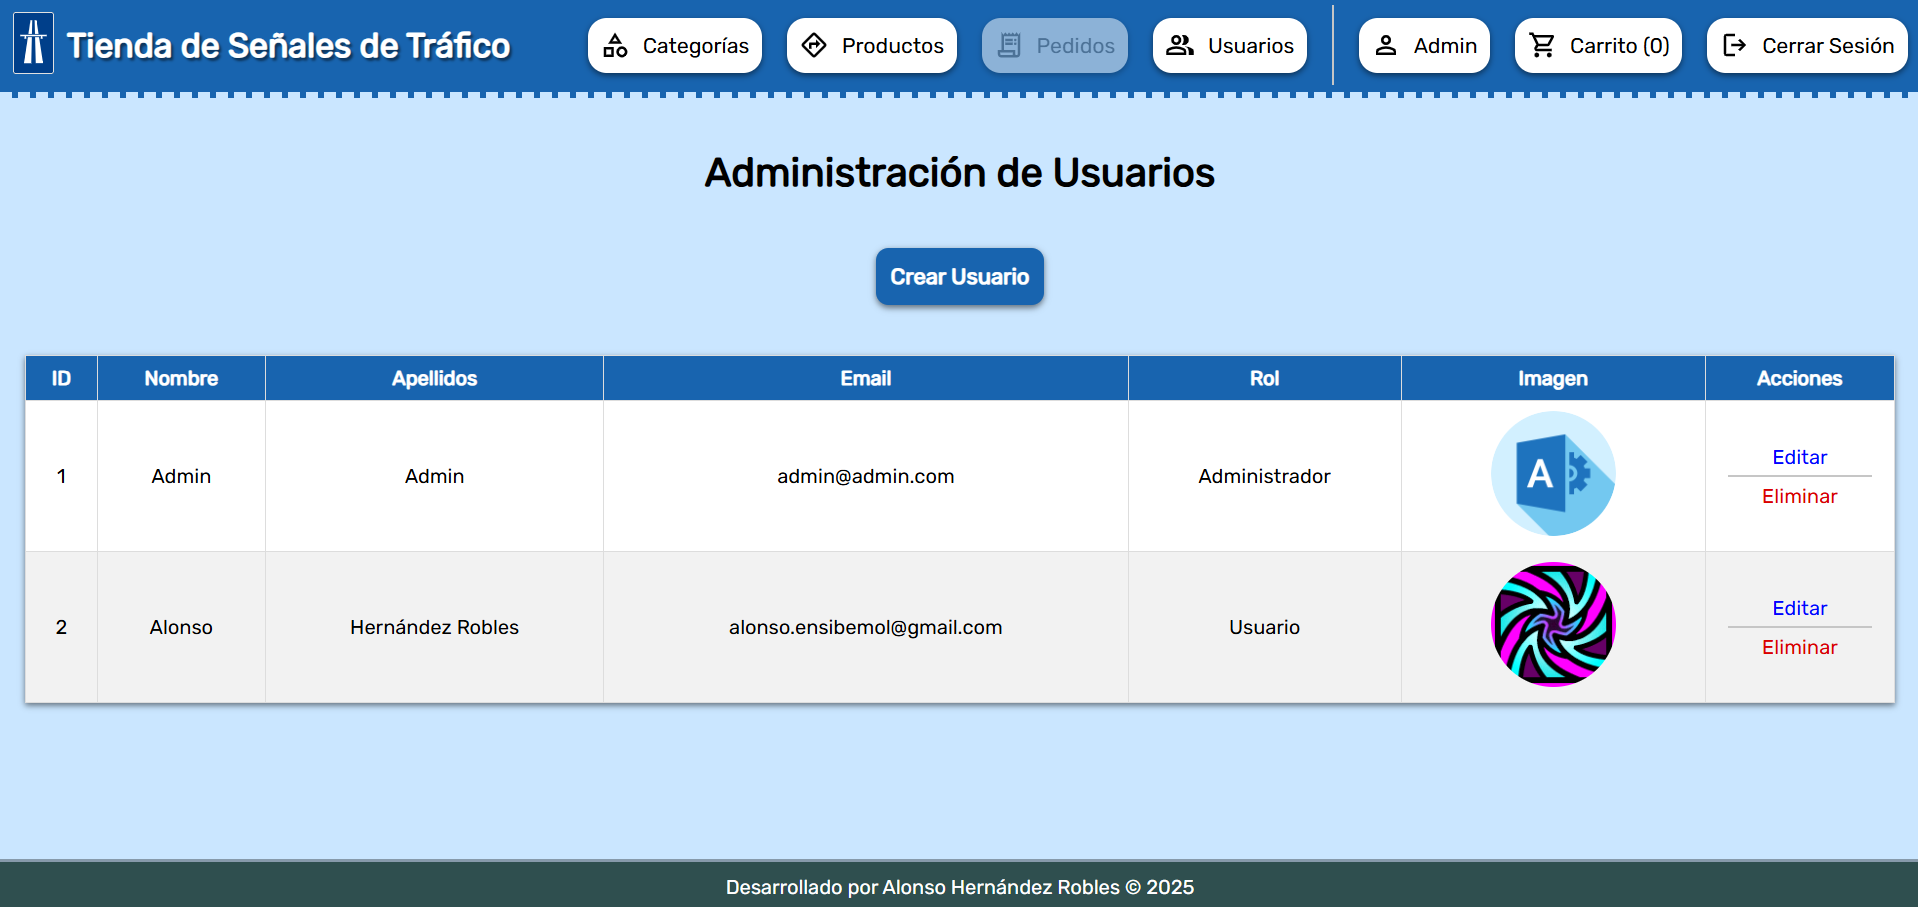 Tienda de Señales de Tráfico
Categorías
Productos
Pedidos
Usuarios
Admin
Carrito (0)
Cerrar Sesión
Administración de Usuarios
Crear Usuario
ID Nombre Apellidos Email Rol Imagen Acciones
1 Admin Admin admin@admin.com Administrador A Editar
Eliminar
2 Alonso Hernández Robles alonso.ensibemol@gmail.com Usuario Editar
Eliminar
Desarrollado por Alonso Hernández Robles © 2025